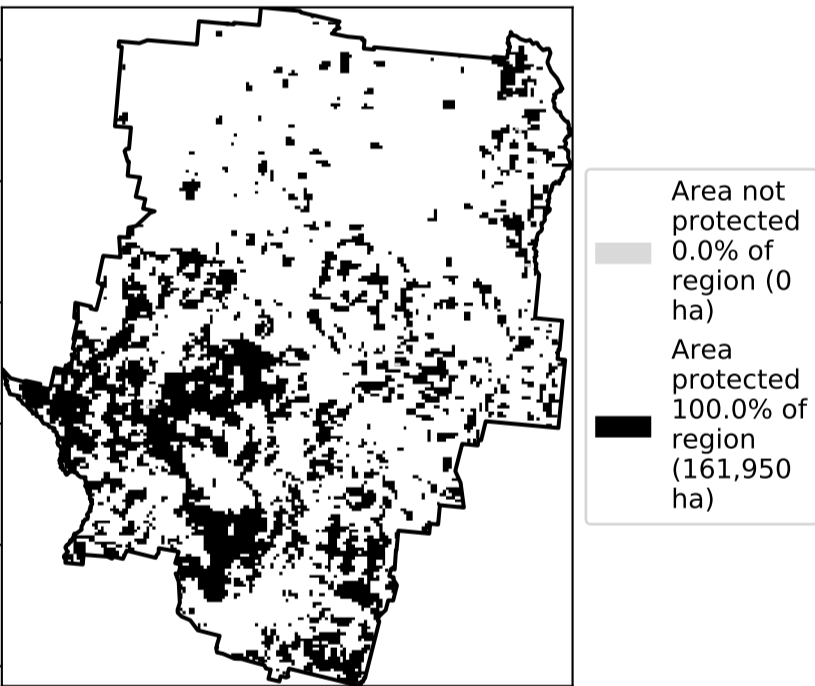 Area not
protected
0.0% of
region (0
ha)
Area
protected
100.0% of
region
(161,950
ha)